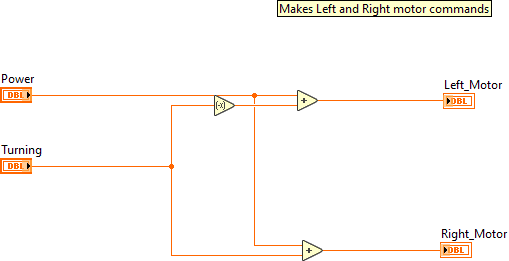 Makes Left and Right motor commands
Power
DBL
Left_Motor
DBL
Turning
DBL
Right_Motor
DBL